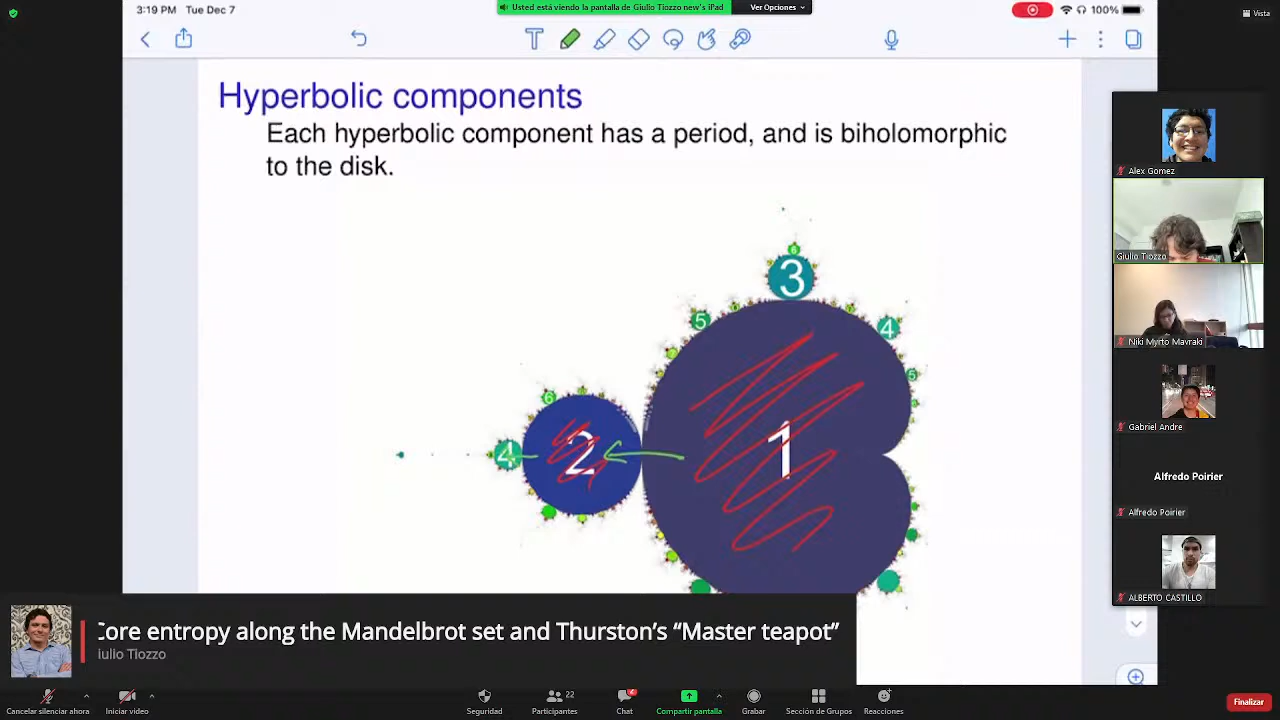 3:19 PM Tue Dec 7
Usted está viendo la pantalla de Giulio Tiozzo new's iPad
Ver Opciones
100%
Vista
Hyperbolic components
Each hyperbolic component has a period, and is biholomorphic
to the disk.
6
3
5
4
5
6
4
2
1
Alex Gomez
Giulio Tiozzo
Niki Myrto Mavraki
Gabriel Andre
Alfredo Poirier
Alfredo Poirier
ALBERTO CASTILLO
Core entropy along the Mandelbrot set and Thurston's “Master teapot”
iulio Tiozzo
22
2
Cancelar silenciar ahora
Iniciar video
Seguridad
Participantes
Chat
Compartir pantalla
Grabar
Sección de Grupos
Reacciones
Finalizar